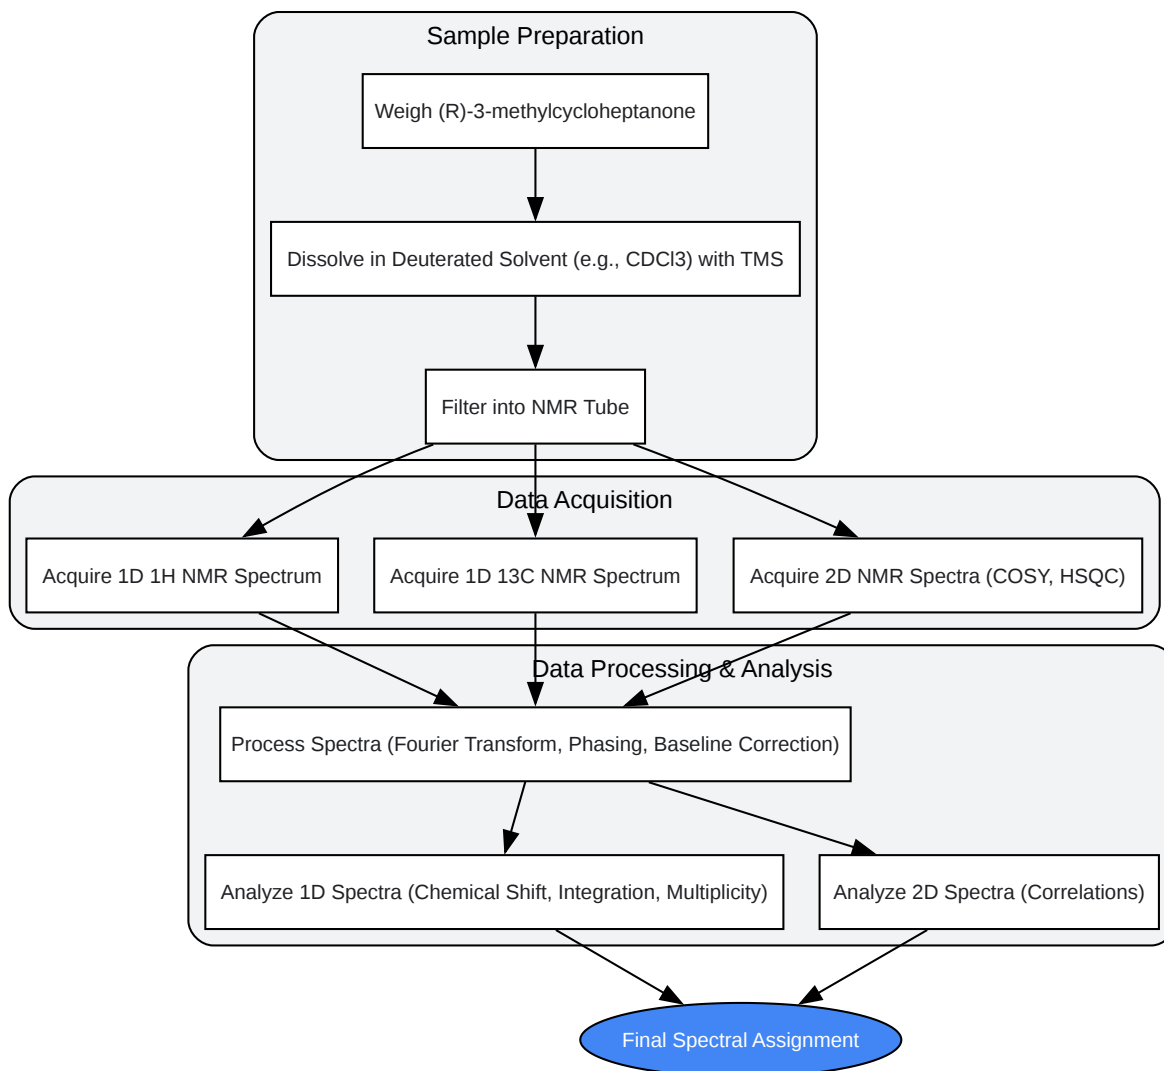 Sample Preparation
Weigh (R)-3-methylcycloheptanone
Dissolve in Deuterated Solvent (e.g., CDCl3) with TMS
Filter into NMR Tube
Data Acquisition
Acquire 1D 1H NMR Spectrum
Acquire 1D 13C NMR Spectrum
Acquire 2D NMR Spectra (COSY, HSQC)
Data Processing & Analysis
Process Spectra (Fourier Transform, Phasing, Baseline Correction)
Analyze 1D Spectra (Chemical Shift, Integration, Multiplicity)
Analyze 2D Spectra (Correlations)
Final Spectral Assignment